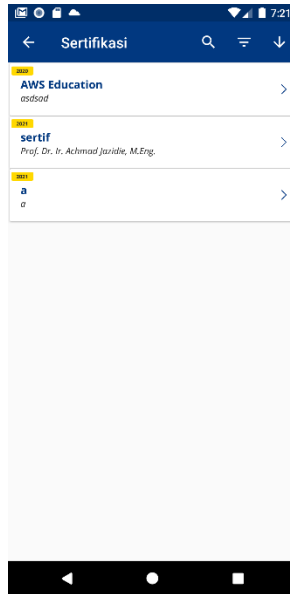 7:21
Sertifikasi
2020
AWS Education
asdsad
2021
sertif
Prof. Dr. Ir. Achmad Jazidie, M.Eng.
2021
a
a